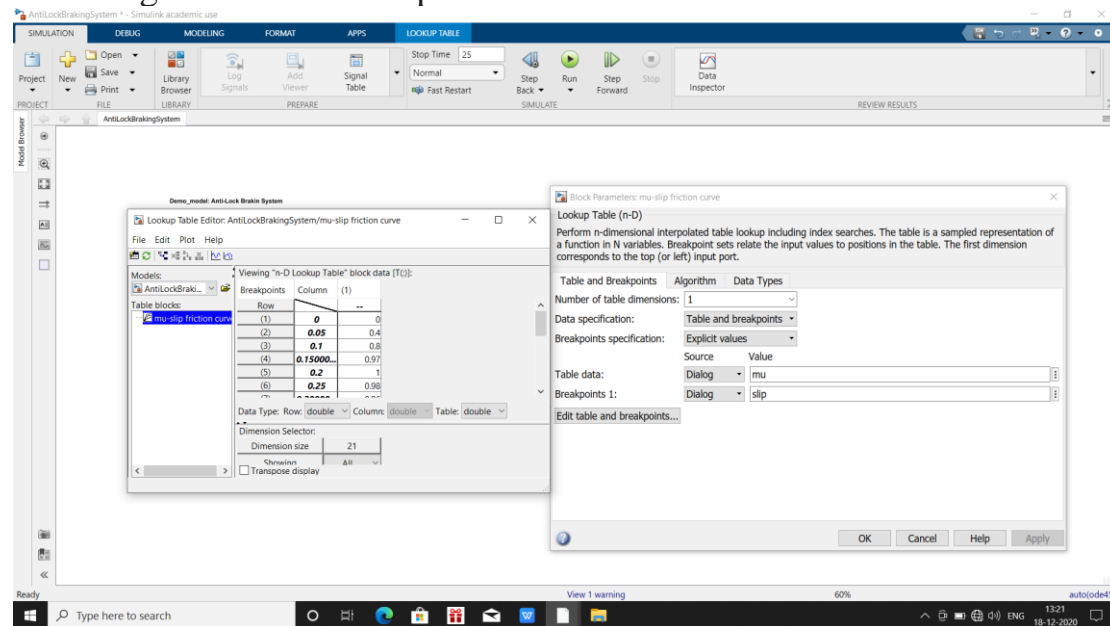 AntiLockBrakingSystem * - Simulink academic use
SIMULATION DEBUG MODELING FORMAT APPS LOOKUP TABLE
Project New Open Save Print Library Browser Log Signals Add Viewer Signal Table Stop Time 25 Normal Fast Restart Step Back Run Step Forward Stop Data Inspector
PROJECT FILE LIBRARY PREPARE SIMULATE REVIEW RESULTS
AntiLockBrakingSystem
Model Browser
Demo_model: Anti-Lock Brakin System
Lookup Table Editor: AntiLockBrakingSystem/mu-slip friction curve
File Edit Plot Help
Models:
AntiLockBraki...
Table blocks:
mu-slip friction curv
Viewing "n-D Lookup Table" block data [T(:)]:
Breakpoints Column (1)
Row --
(1) 0 0
(2) 0.05 0.4
(3) 0.1 0.8
(4) 0.15000... 0.97
(5) 0.2 1
(6) 0.25 0.98
Data Type: Row: double Column: double Table: double
Dimension Selector:
Dimension size 21
Showing All
Transpose display
Block Parameters: mu-slip friction curve
Lookup Table (n-D)
Perform n-dimensional interpolated table lookup including index searches. The table is a sampled representation of
a function in N variables. Breakpoint sets relate the input values to positions in the table. The first dimension
corresponds to the top (or left) input port.
Table and Breakpoints Algorithm Data Types
Number of table dimensions: 1
Data specification: Table and breakpoints
Breakpoints specification: Explicit values
Source Value
Table data: Dialog mu
Breakpoints 1: Dialog slip
Edit table and breakpoints...
OK Cancel Help Apply
Ready View 1 warning 60% auto(ode4
Type here to search ENG 13:21
18-12-2020